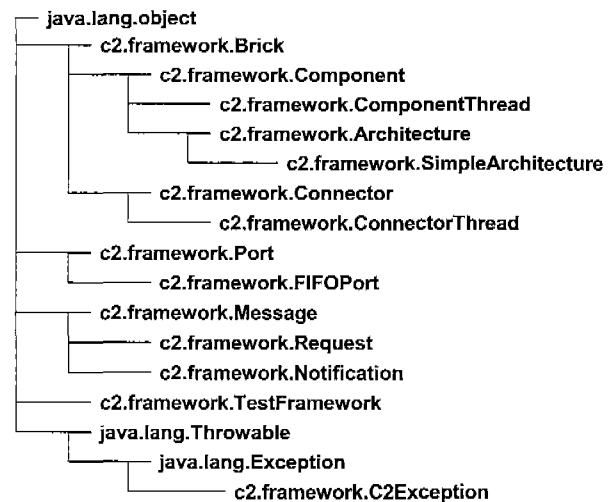 java.lang.object
c2.framework.Brick
c2.framework.Component
c2.framework.ComponentThread
c2.framework.Architecture
c2.framework.SimpleArchitecture
c2.framework.Connector
c2.framework.ConnectorThread
c2.framework.Port
c2.framework.FIFOPort
c2.framework.Message
c2.framework.Request
c2.framework.Notification
c2.framework.TestFramework
java.lang.Throwable
java.lang.Exception
c2.framework.C2Exception